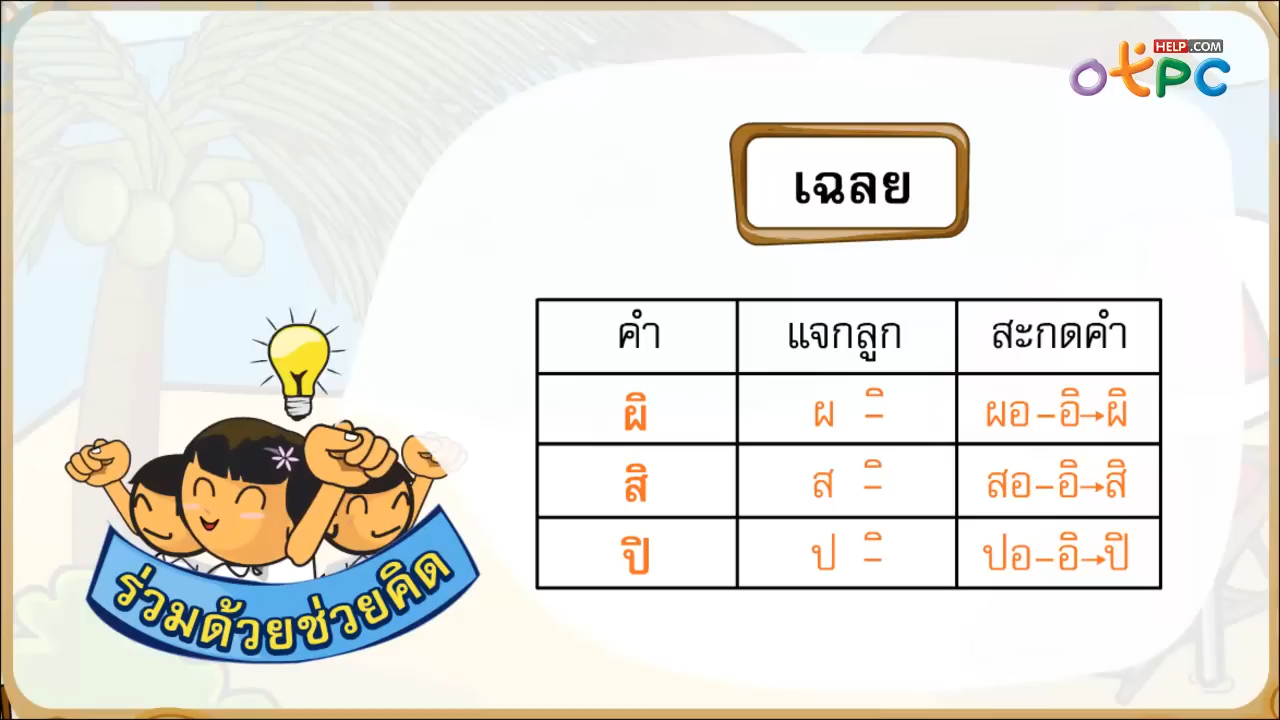 HELP.COM
OTPC
เฉลย
คำ แจกลูก สะกดคำ
ผิ ผ –ิ ผอ–อิ→ผิ
สิ ส –ิ สอ–อิ→สิ
ปิ ป –ิ ปอ–อิ→ปิ
ร่วมด้วยช่วยคิด